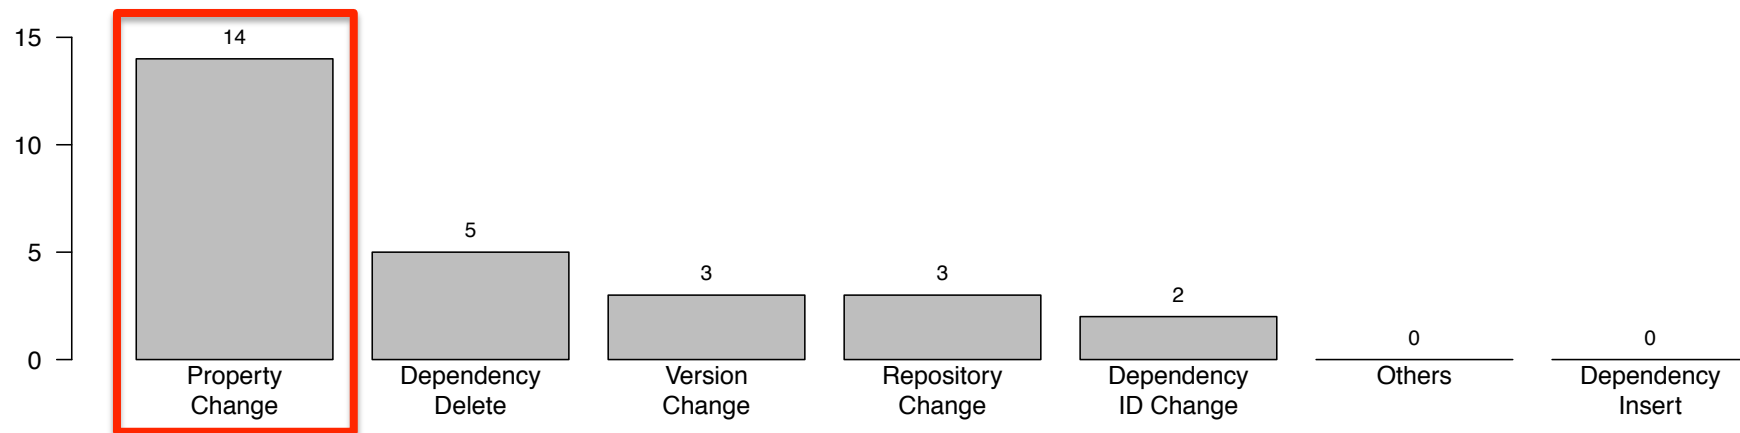 15
10
5
0
14
5
3
3
2
0
0
Property
Change
Dependency
Delete
Version
Change
Repository
Change
Dependency
ID Change
Others
Dependency
Insert